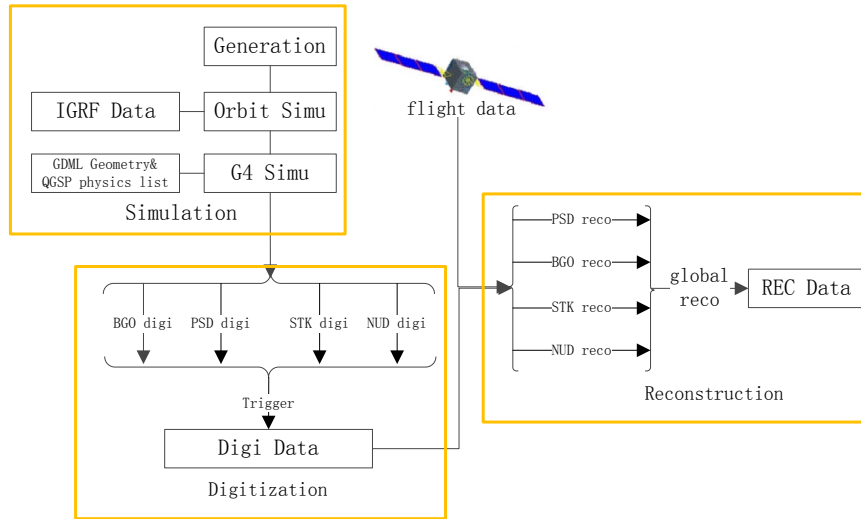 Generation
IGRF Data
Orbit Simu
GDML Geometry&
QGSP physics list
G4 Simu
Simulation
flight data
BGO digi
PSD digi
STK digi
NUD digi
Trigger
Digi Data
Digitization
PSD reco
BGO reco
STK reco
NUD reco
global
reco
REC Data
Reconstruction